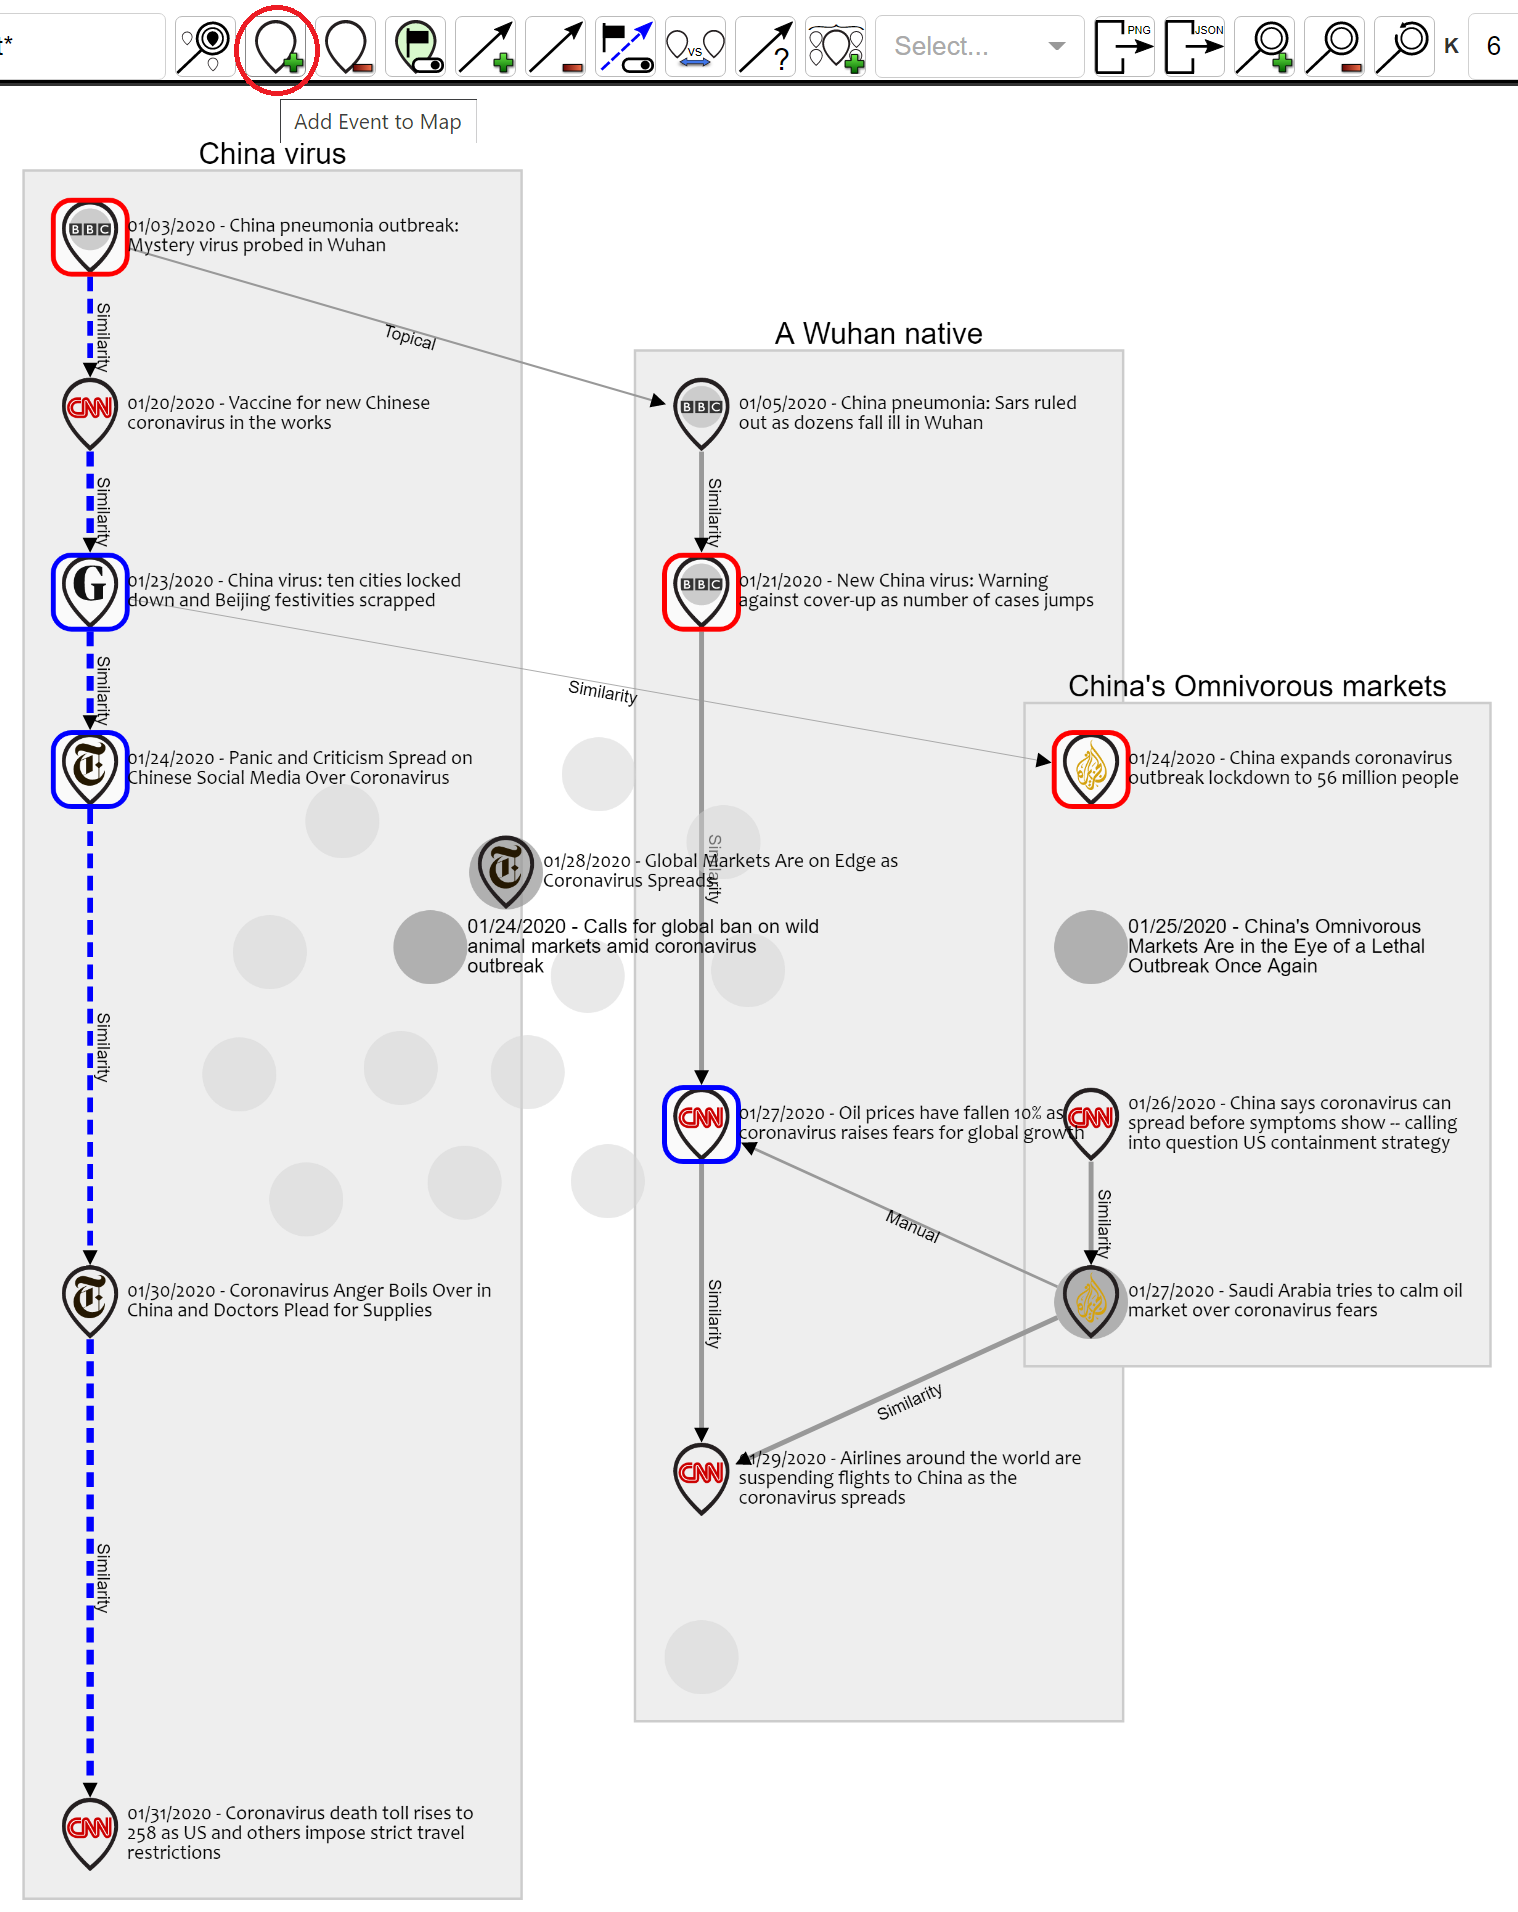 t*
VS
?
Select...
PNG
JSON
K
6
Add Event to Map
China virus
BBC
01/03/2020 - China pneumonia outbreak:
Mystery virus probed in Wuhan
Similarity
Topical
A Wuhan native
CNN
01/20/2020 - Vaccine for new Chinese
coronavirus in the works
BBC
01/05/2020 - China pneumonia: Sars ruled
out as dozens fall ill in Wuhan
Similarity
Similarity
G
01/23/2020 - China virus: ten cities locked
down and Beijing festivities scrapped
BBC
01/21/2020 - New China virus: Warning
against cover-up as number of cases jumps
Similarity
Similarity
China's Omnivorous markets
T
01/24/2020 - Panic and Criticism Spread on
Chinese Social Media Over Coronavirus
01/24/2020 - China expands coronavirus
outbreak lockdown to 56 million people
T
01/28/2020 - Global Markets Are on Edge as
Coronavirus Spreads
Similarity
01/24/2020 - Calls for global ban on wild
animal markets amid coronavirus
outbreak
01/25/2020 - China's Omnivorous
Markets Are in the Eye of a Lethal
Outbreak Once Again
Similarity
CNN
01/27/2020 - Oil prices have fallen 10% as
coronavirus raises fears for global growth
CNN
01/26/2020 - China says coronavirus can
spread before symptoms show -- calling
into question US containment strategy
Manual
Similarity
T
01/30/2020 - Coronavirus Anger Boils Over in
China and Doctors Plead for Supplies
Similarity
01/27/2020 - Saudi Arabia tries to calm oil
market over coronavirus fears
Similarity
CNN
01/29/2020 - Airlines around the world are
suspending flights to China as the
coronavirus spreads
Similarity
CNN
01/31/2020 - Coronavirus death toll rises to
258 as US and others impose strict travel
restrictions